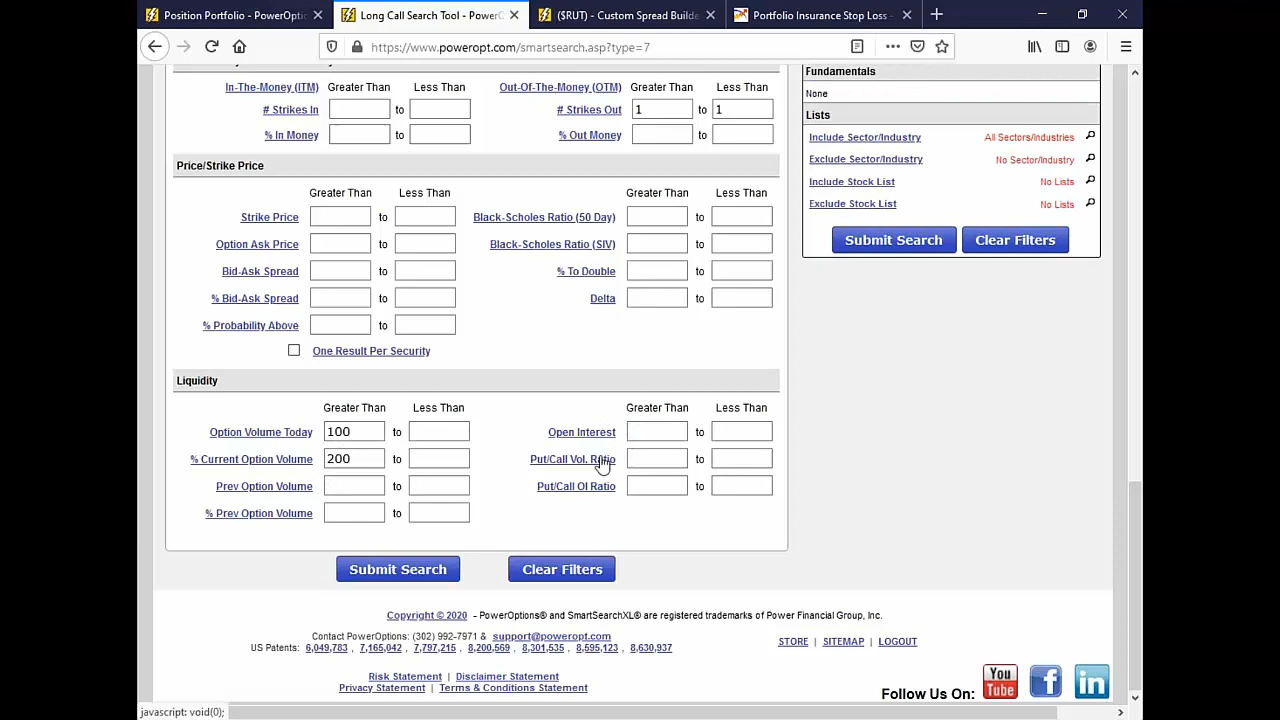 Position Portfolio - PowerOptio
Long Call Search Tool - PowerO
($RUT) - Custom Spread Builde
Portfolio Insurance Stop Loss -
https://www.poweropt.com/smartsearch.asp?type=7
In-The-Money (ITM) Greater Than Less Than Out-Of-The-Money (OTM) Greater Than Less Than
# Strikes In to # Strikes Out 1 to 1
% In Money to % Out Money to
Price/Strike Price
Greater Than Less Than Greater Than Less Than
Strike Price to Black-Scholes Ratio (50 Day) to
Option Ask Price to Black-Scholes Ratio (SIV) to
Bid-Ask Spread to % To Double to
% Bid-Ask Spread to Delta to
% Probability Above to
One Result Per Security
Liquidity
Greater Than Less Than Greater Than Less Than
Option Volume Today 100 to Open Interest to
% Current Option Volume 200 to Put/Call Vol. Ratio to
Prev Option Volume to Put/Call OI Ratio to
% Prev Option Volume to
Submit Search Clear Filters
Fundamentals
None
Lists
Include Sector/Industry All Sectors/Industries
Exclude Sector/Industry No Sector/Industry
Include Stock List No Lists
Exclude Stock List No Lists
Submit Search Clear Filters
Copyright © 2020 - PowerOptions® and SmartSearchXL® are registered trademarks of Power Financial Group, Inc.
Contact PowerOptions: (302) 992-7971 & support@poweropt.com
US Patents: 6,049,783 , 7,165,042 , 7,797,215 , 8,200,569 , 8,301,535 , 8,595,123 , 8,630,937
STORE | SITEMAP | LOGOUT
Risk Statement | Disclaimer Statement
Privacy Statement | Terms & Conditions Statement
Follow Us On: You Tube f in
javascript: void(0);